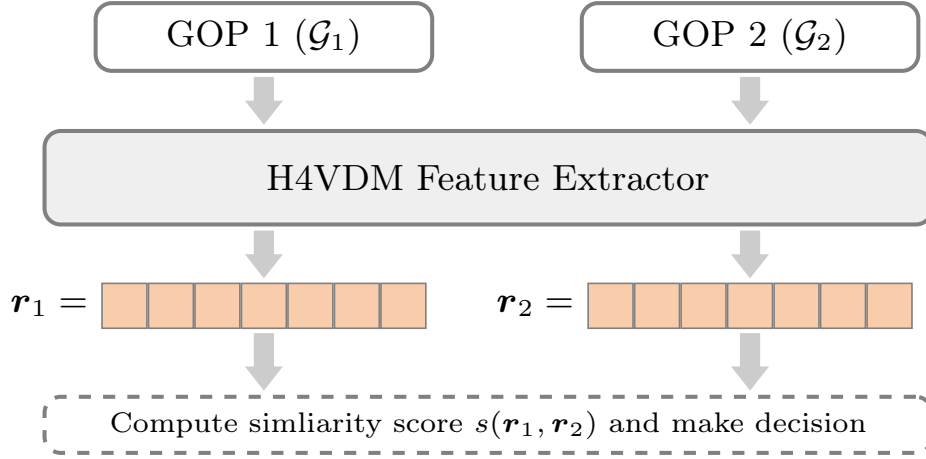 GOP 1 (𝒢₁)
GOP 2 (𝒢₂)
H4VDM Feature Extractor
r₁ =
r₂ =
Compute simliarity score s(r₁, r₂) and make decision